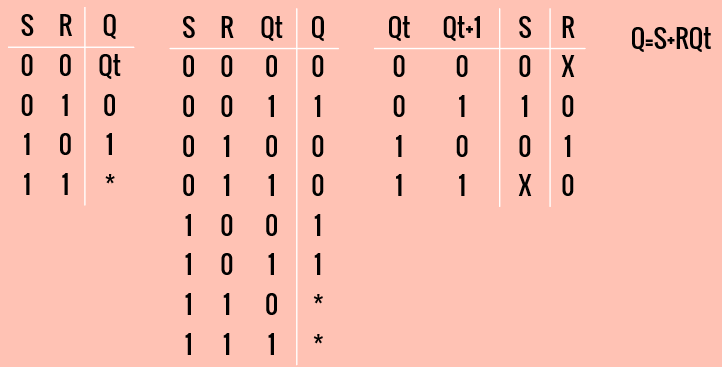 S R Q
0 0 Qt
0 1 0
1 0 1
1 1 *
S R Qt Q
0 0 0 0
0 0 1 1
0 1 0 0
0 1 1 0
1 0 0 1
1 0 1 1
1 1 0 *
1 1 1 *
Qt Qt+1 S R
0 0 0 X
0 1 1 0
1 0 0 1
1 1 X 0
Q=S+RQt